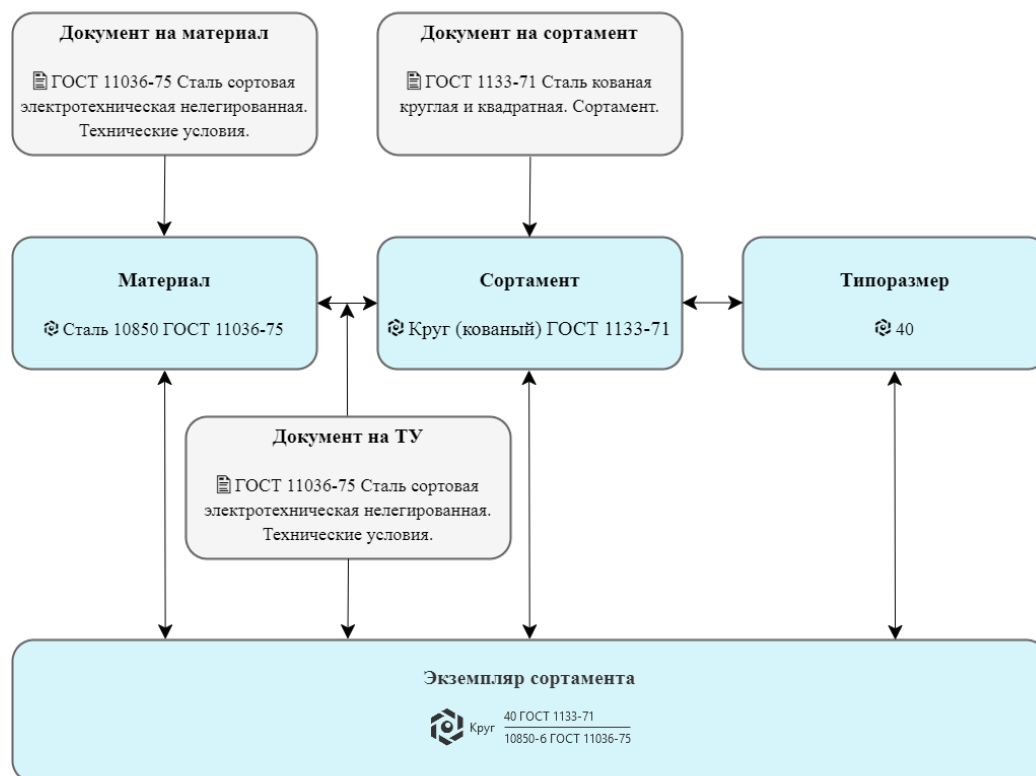 Документ на материал
ГОСТ 11036-75 Сталь сортовая
электротехническая нелегированная.
Технические условия.
Документ на сортамент
ГОСТ 1133-71 Сталь кованая
круглая и квадратная. Сортамент.
Материал
Сталь 10850 ГОСТ 11036-75
Сортамент
Круг (кованый) ГОСТ 1133-71
Типоразмер
40
Документ на ТУ
ГОСТ 11036-75 Сталь сортовая
электротехническая нелегированная.
Технические условия.
Экземпляр сортамента
Круг
40 ГОСТ 1133-71
10850-6 ГОСТ 11036-75